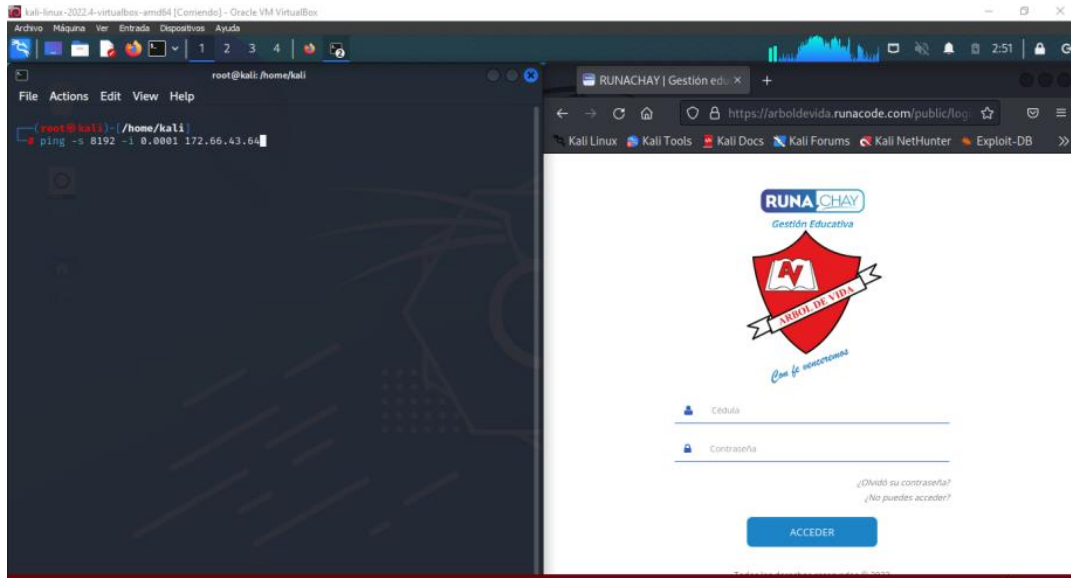 kali-linux-2022.4-virtualbox-amd64 [Corriendo] - Oracle VM VirtualBox
Archivo Máquina Ver Entrada Dispositivos Ayuda
1 2 3 4
2:51
root@kali: /home/kali
File Actions Edit View Help
(root㉿kali)-[/home/kali]
# ping -s 8192 -i 0.0001 172.66.43.64
RUNACHAY | Gestión edu
https://arboldevida.runacode.com/public/logi
Kali Linux Kali Tools Kali Docs Kali Forums Kali NetHunter Exploit-DB
RUNACHAY
Gestión Educativa
AV
ARBOL DE VIDA
Con fe venceremos
Cédula
Contraseña
¿Olvidó su contraseña?
¿No puedes acceder?
ACCEDER